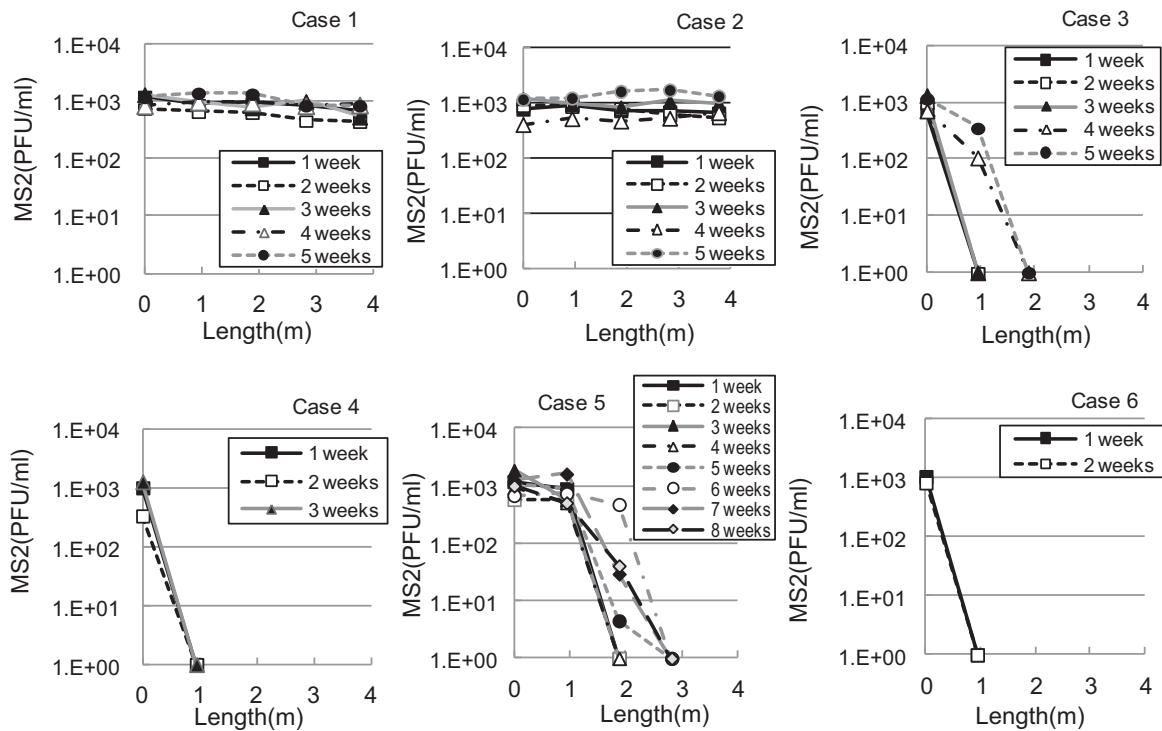 Case 1
MS2(PFU/ml)
1.E+04
1.E+03
1.E+02
1.E+01
1.E+00
1 week
2 weeks
3 weeks
4 weeks
5 weeks
0 1 2 3 4
Length(m)
Case 2
MS2(PFU/ml)
1.E+04
1.E+03
1.E+02
1.E+01
1.E+00
1 week
2 weeks
3 weeks
4 weeks
5 weeks
0 1 2 3 4
Length(m)
Case 3
MS2(PFU/ml)
1.E+04
1.E+03
1.E+02
1.E+01
1.E+00
1 week
2 weeks
3 weeks
4 weeks
5 weeks
0 1 2 3 4
Length(m)
Case 4
MS2(PFU/ml)
1.E+04
1.E+03
1.E+02
1.E+01
1.E+00
1 week
2 weeks
3 weeks
0 1 2 3 4
Length(m)
Case 5
MS2(PFU/ml)
1.E+04
1.E+03
1.E+02
1.E+01
1.E+00
1 week
2 weeks
3 weeks
4 weeks
5 weeks
6 weeks
7 weeks
8 weeks
0 1 2 3 4
Length(m)
Case 6
MS2(PFU/ml)
1.E+04
1.E+03
1.E+02
1.E+01
1.E+00
1 week
2 weeks
0 1 2 3 4
Length(m)